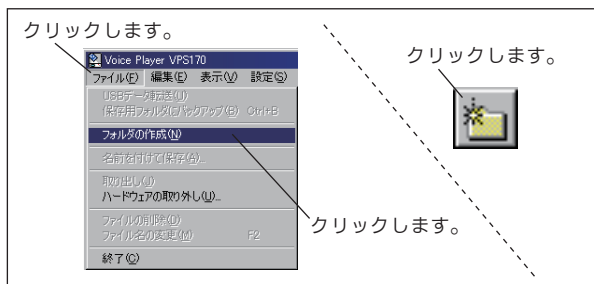 クリックします。
Voice Player VPS170
ファイル(F) 編集(E) 表示(V) 設定(S)
USBデータ転送(U)
保存用フォルダにバックアップ(B) Ctrl+B
フォルダの作成(N)
名前を付けて保存(A)...
取り出し(J)
ハードウェアの取り外し(U)...
ファイルの削除(D)
ファイル名の変更(M) F2
終了(C)
クリックします。
クリックします。